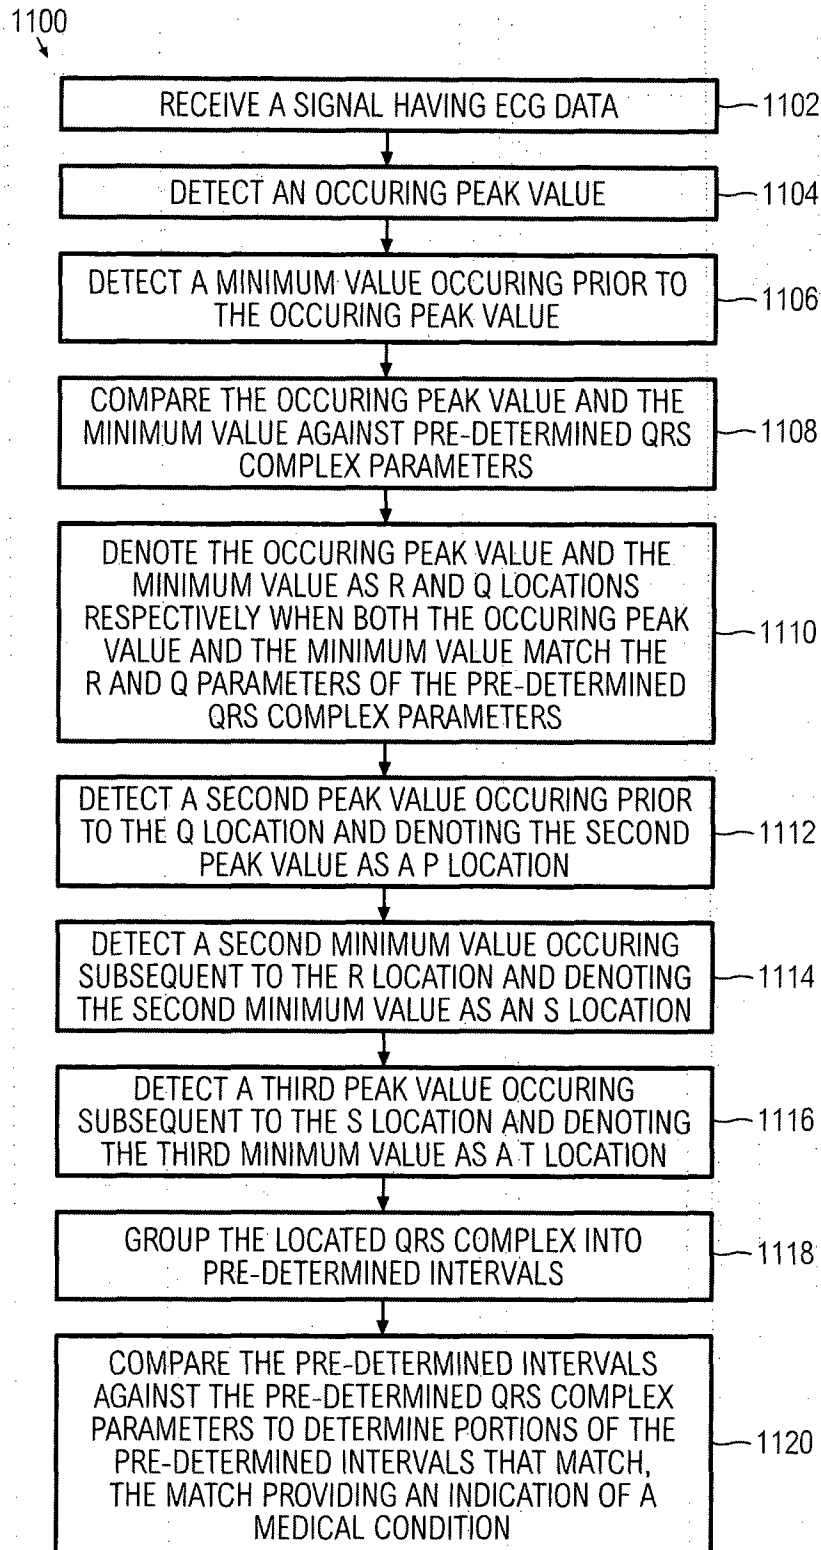 1100
RECEIVE A SIGNAL HAVING ECG DATA
1102
DETECT AN OCCURING PEAK VALUE
1104
DETECT A MINIMUM VALUE OCCURING PRIOR TO
THE OCCURING PEAK VALUE
1106
COMPARE THE OCCURING PEAK VALUE AND THE
MINIMUM VALUE AGAINST PRE-DETERMINED QRS
COMPLEX PARAMETERS
1108
DENOTE THE OCCURING PEAK VALUE AND THE
MINIMUM VALUE AS R AND Q LOCATIONS
RESPECTIVELY WHEN BOTH THE OCCURING PEAK
VALUE AND THE MINIMUM VALUE MATCH THE
R AND Q PARAMETERS OF THE PRE-DETERMINED
QRS COMPLEX PARAMETERS
1110
DETECT A SECOND PEAK VALUE OCCURING PRIOR
TO THE Q LOCATION AND DENOTING THE SECOND
PEAK VALUE AS A P LOCATION
1112
DETECT A SECOND MINIMUM VALUE OCCURING
SUBSEQUENT TO THE R LOCATION AND DENOTING
THE SECOND MINIMUM VALUE AS AN S LOCATION
1114
DETECT A THIRD PEAK VALUE OCCURING
SUBSEQUENT TO THE S LOCATION AND DENOTING
THE THIRD MINIMUM VALUE AS A T LOCATION
1116
GROUP THE LOCATED QRS COMPLEX INTO
PRE-DETERMINED INTERVALS
1118
COMPARE THE PRE-DETERMINED INTERVALS
AGAINST THE PRE-DETERMINED QRS COMPLEX
PARAMETERS TO DETERMINE PORTIONS OF THE
PRE-DETERMINED INTERVALS THAT MATCH,
THE MATCH PROVIDING AN INDICATION OF A
MEDICAL CONDITION
1120